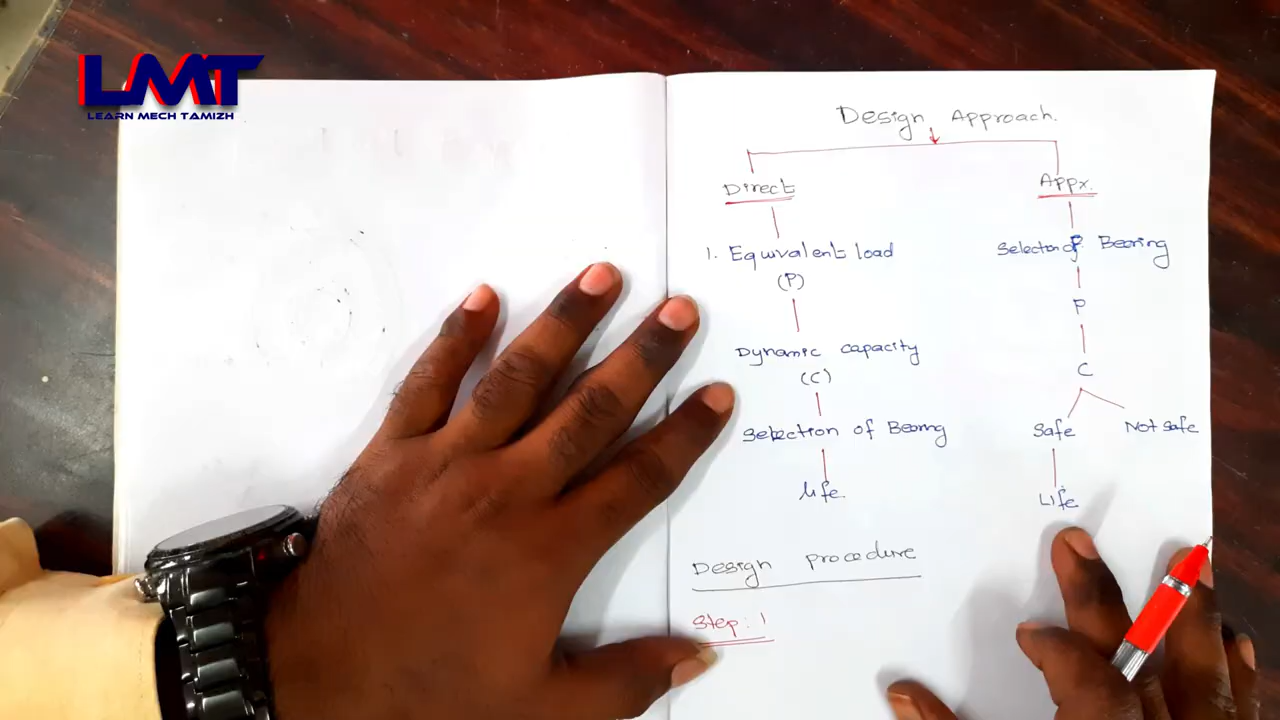 LMT
LEARN MECH TAMIZH
Design Approach.
Direct
Appx.
1. Equivalent load
(P)
Selection of Bearing
P
Dynamic capacity
(C)
C
Selection of Bearing
Safe
Not safe
Life.
Life
Design procedure
Step: 1